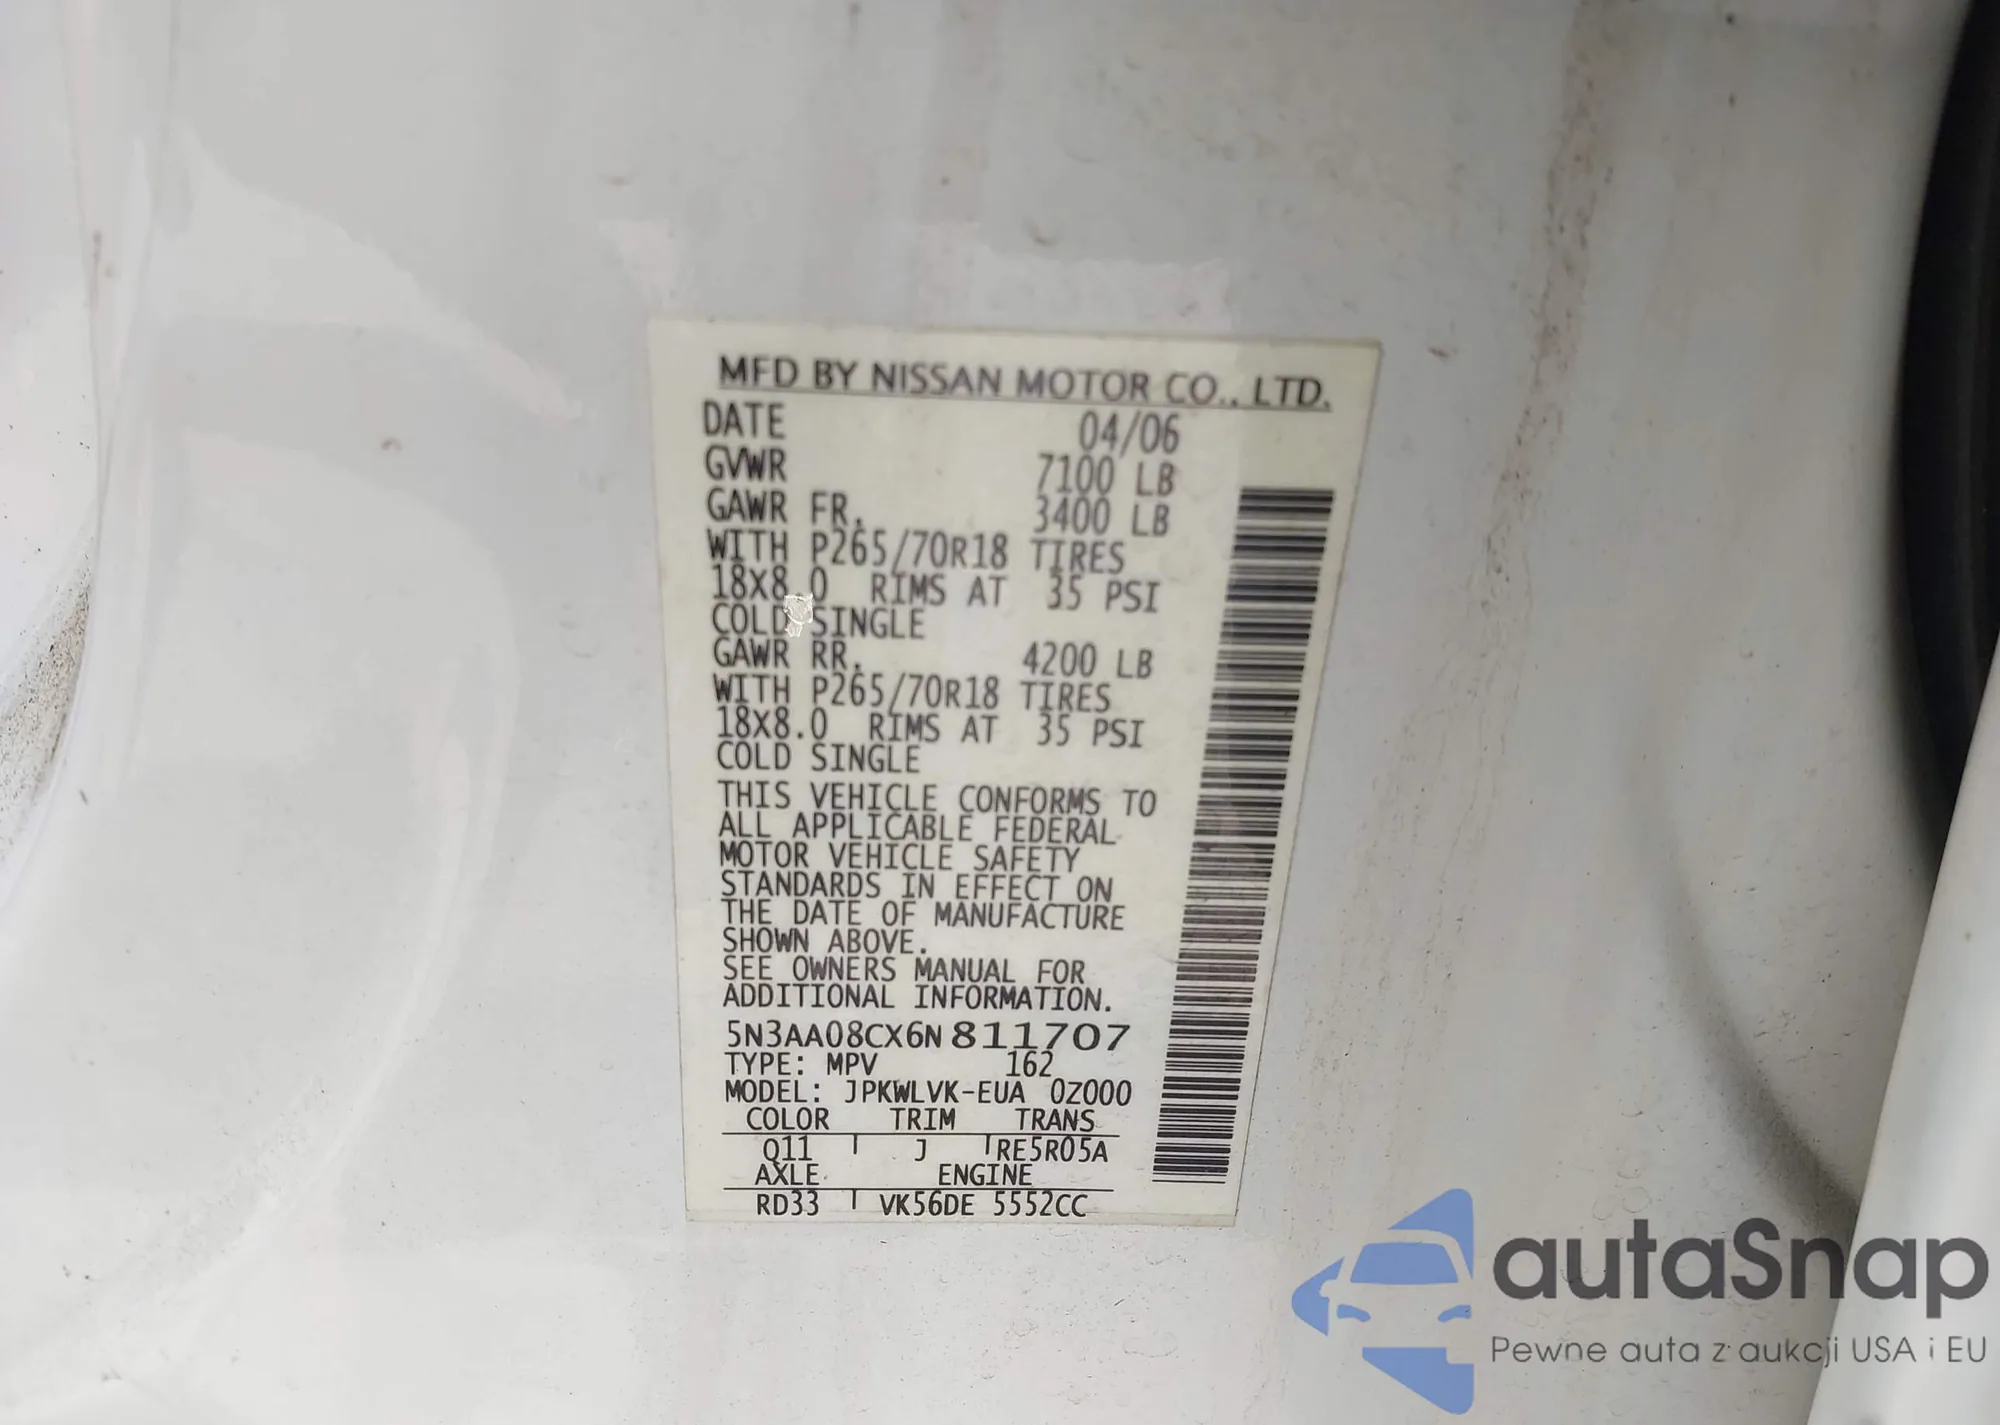 MFD BY NISSAN MOTOR CO., LTD.
DATE 04/06
GVWR 7100 LB
GAWR FR. 3400 LB
WITH P265/70R18 TIRES
18X8.0 RIMS AT 35 PSI
COLD SINGLE
GAWR RR. 4200 LB
WITH P265/70R18 TIRES
18X8.0 RIMS AT 35 PSI
COLD SINGLE
THIS VEHICLE CONFORMS TO
ALL APPLICABLE FEDERAL
MOTOR VEHICLE SAFETY
STANDARDS IN EFFECT ON
THE DATE OF MANUFACTURE
SHOWN ABOVE.
SEE OWNERS MANUAL FOR
ADDITIONAL INFORMATION.
5N3AA08CX6N811707
TYPE: MPV 162
MODEL: JPKWLVK-EUA 0Z000
COLOR TRIM TRANS
Q11 J RE5R05A
AXLE ENGINE
RD33 VK56DE 5552CC
autaSnap
Pewne auta z aukcji USA i EU